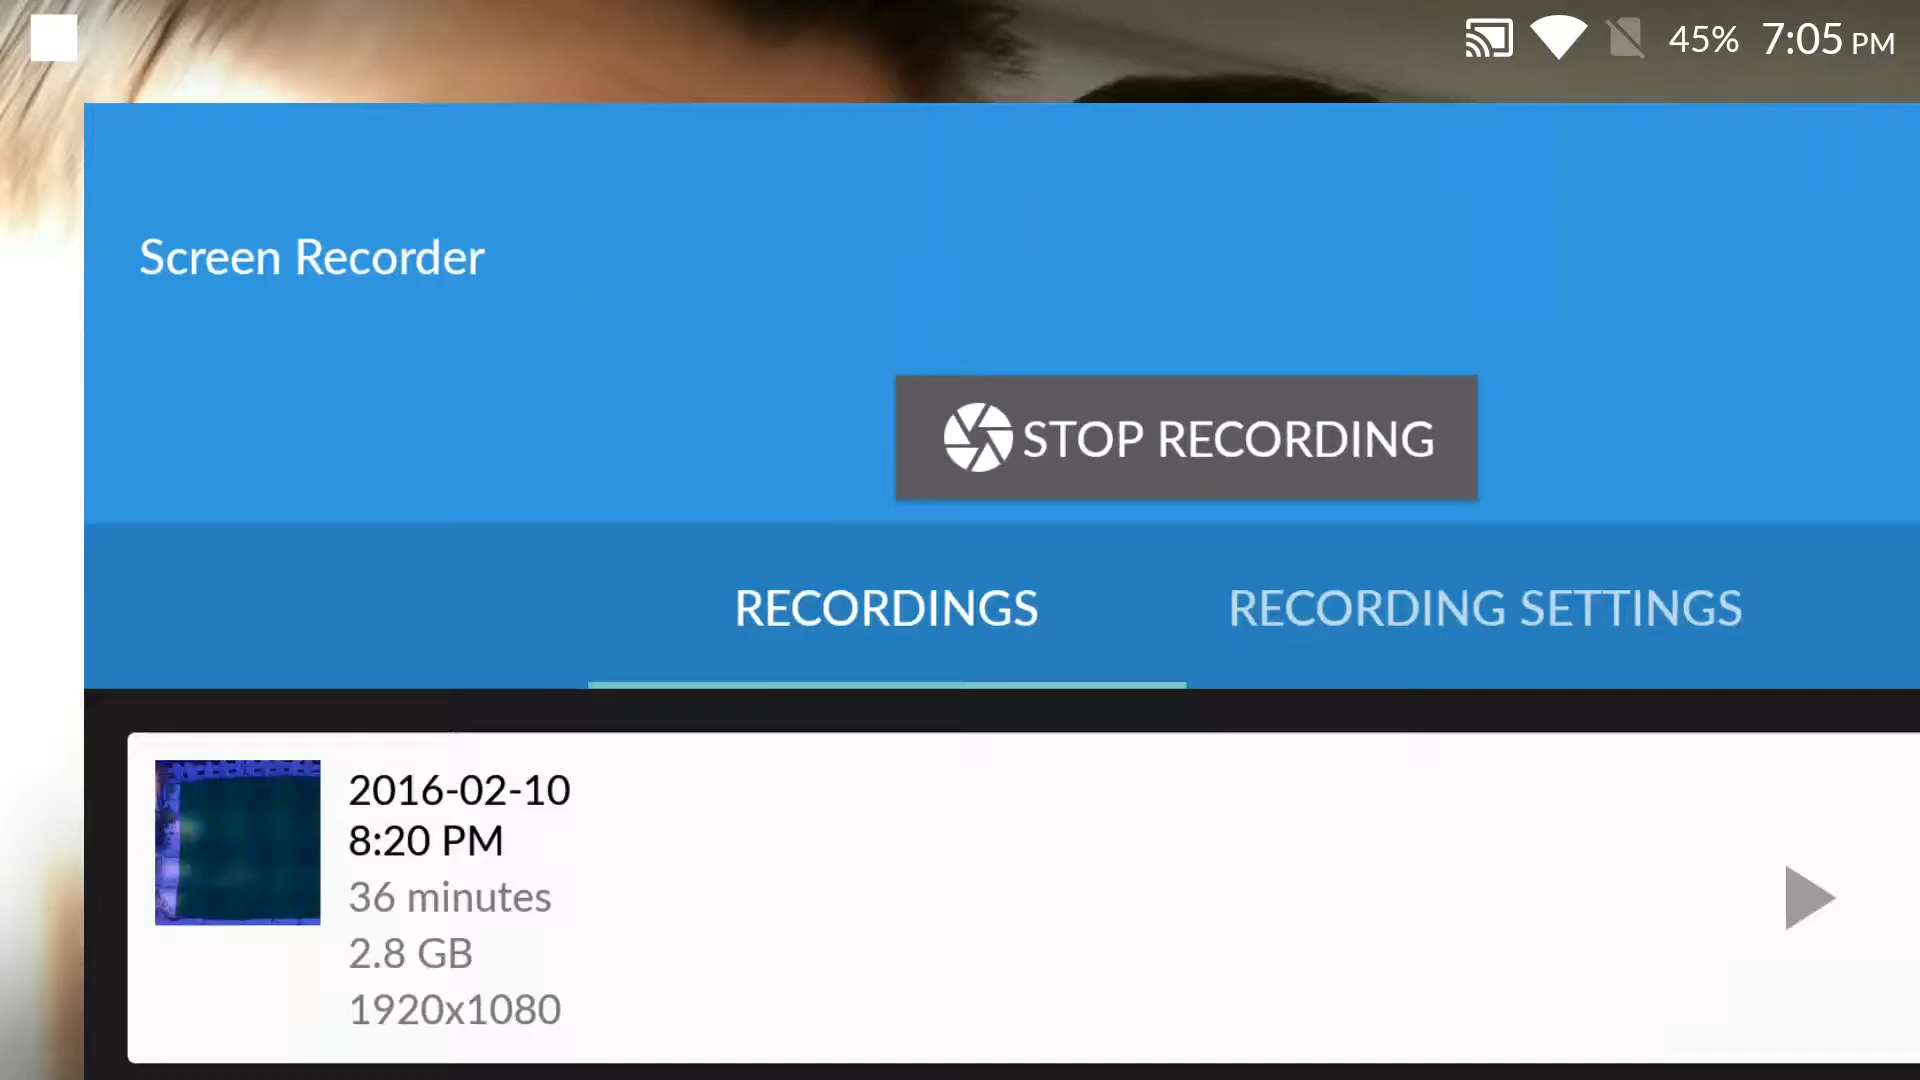 45% 7:05 PM
Screen Recorder
STOP RECORDING
RECORDINGS RECORDING SETTINGS
2016-02-10
8:20 PM
36 minutes
2.8 GB
1920x1080